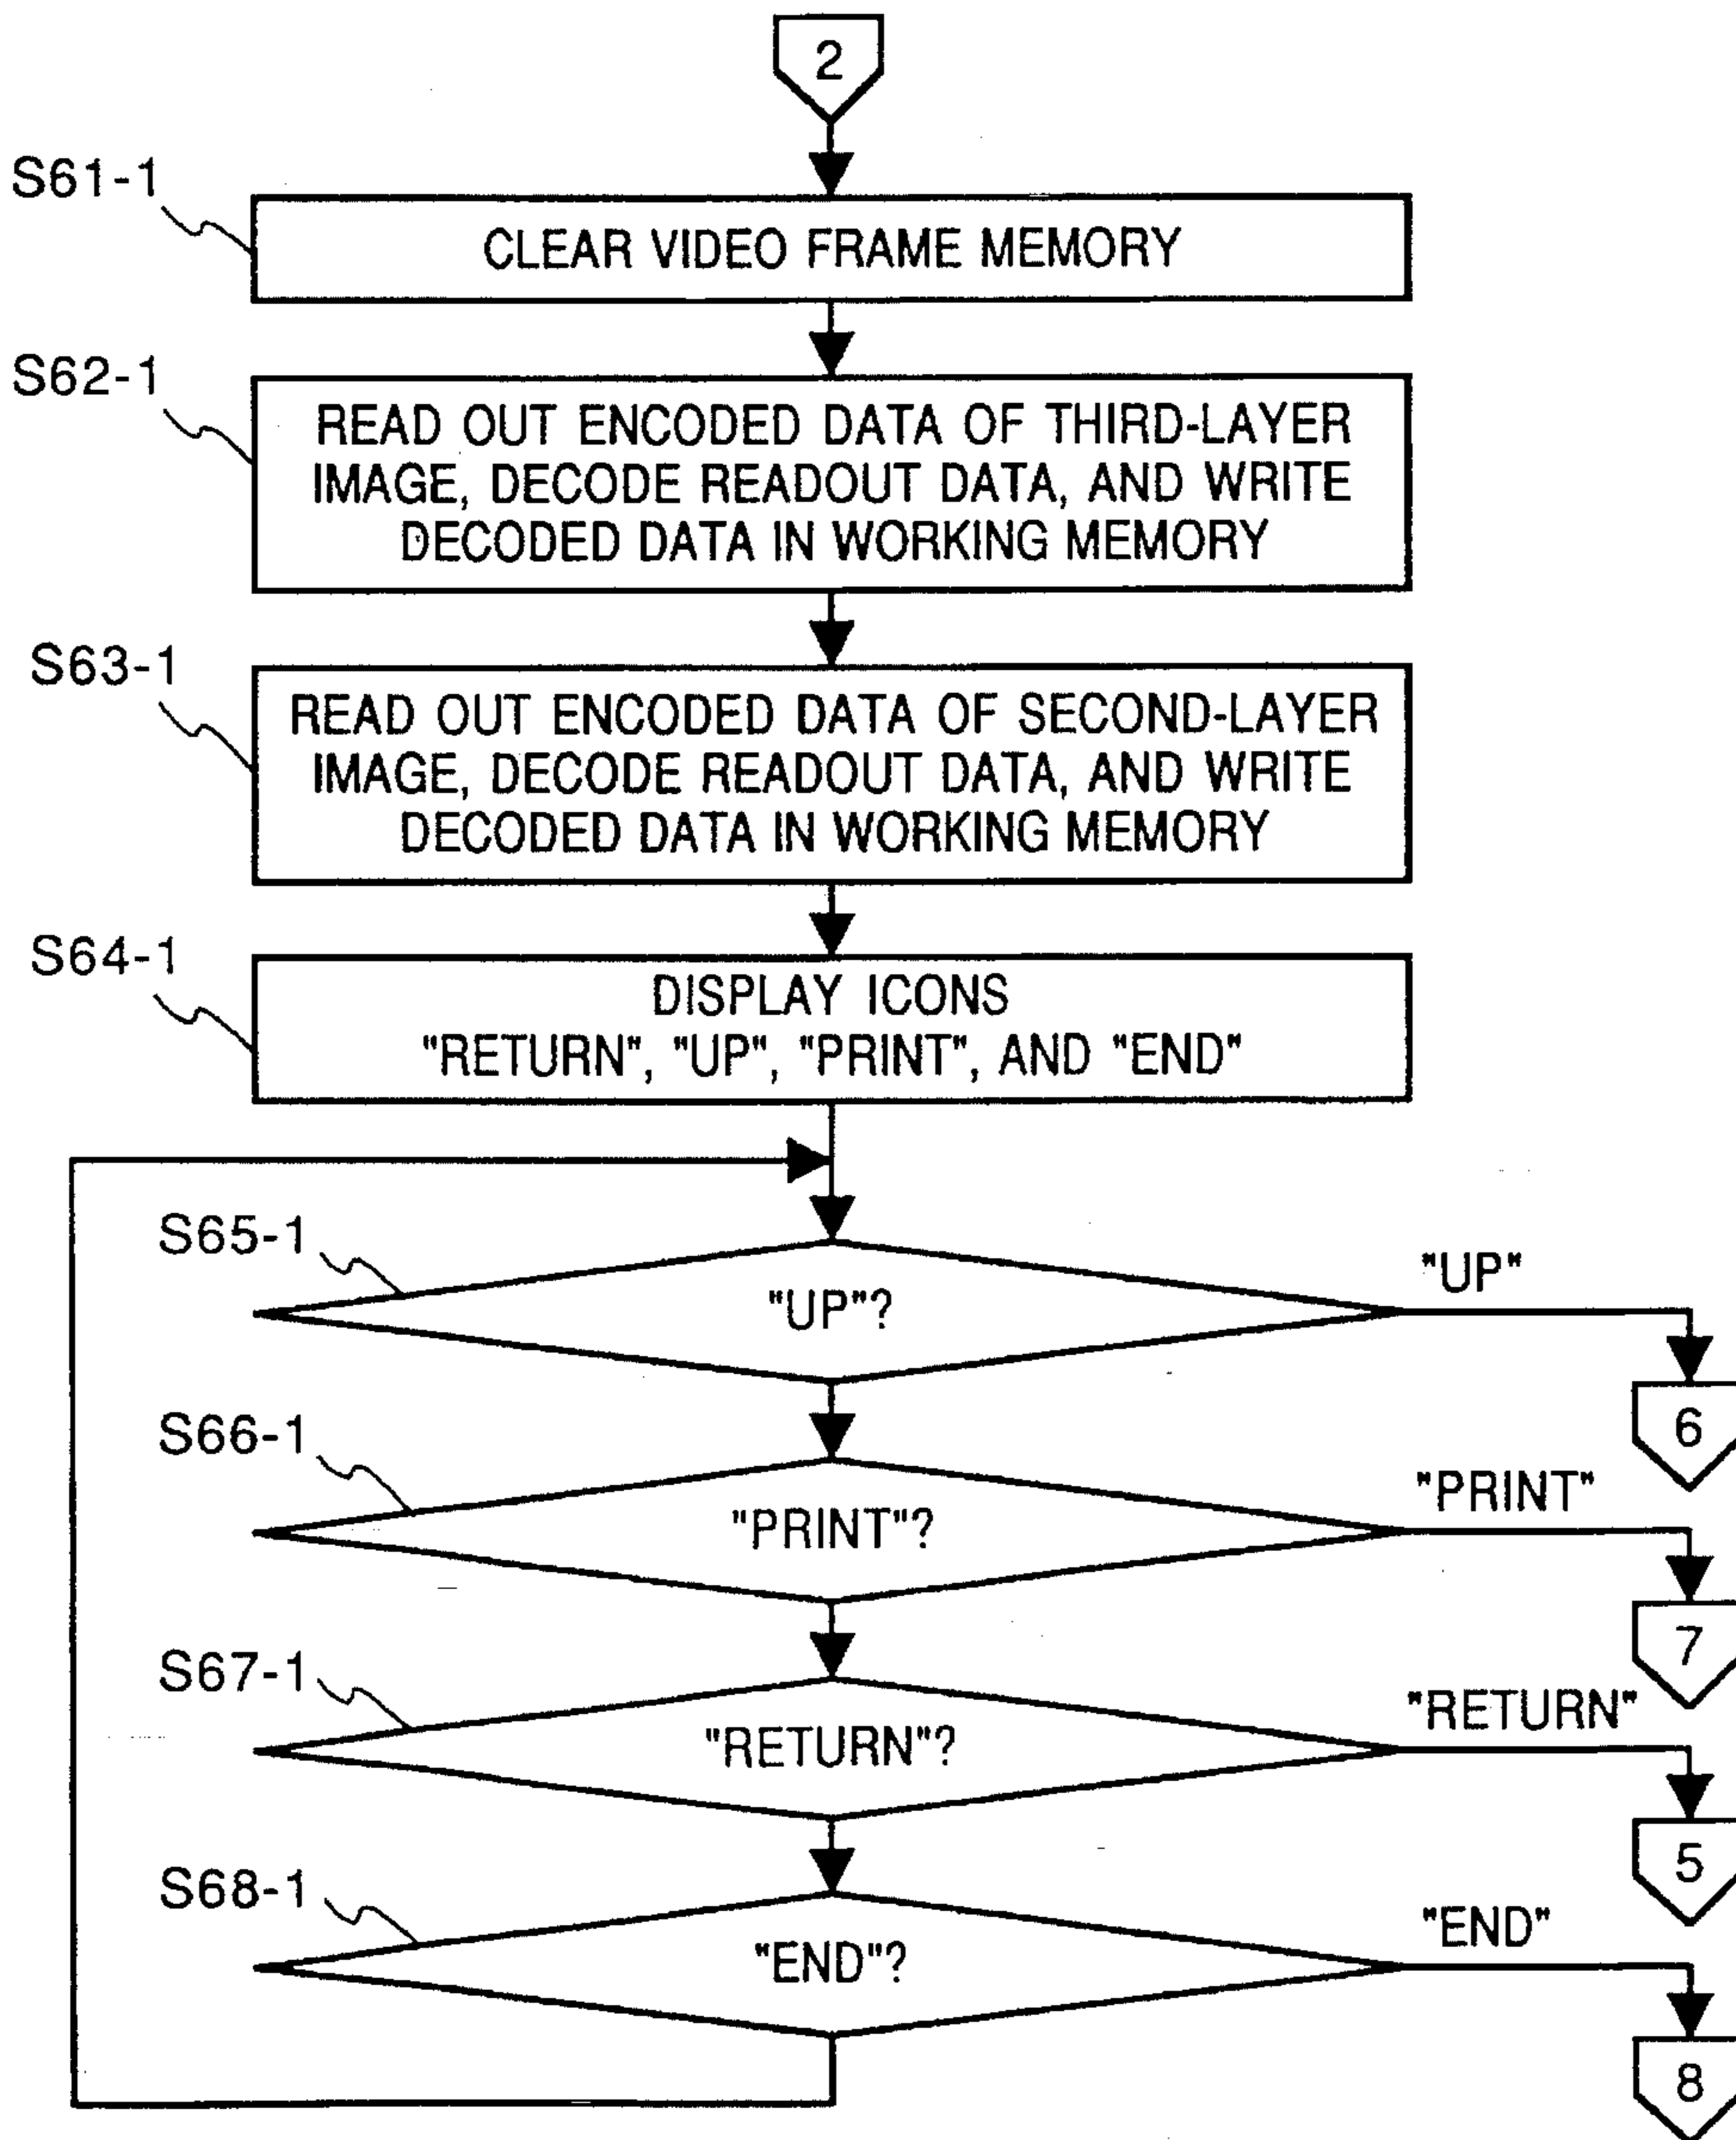 2
S61-1
CLEAR VIDEO FRAME MEMORY
S62-1
READ OUT ENCODED DATA OF THIRD-LAYER
IMAGE, DECODE READOUT DATA, AND WRITE
DECODED DATA IN WORKING MEMORY
S63-1
READ OUT ENCODED DATA OF SECOND-LAYER
IMAGE, DECODE READOUT DATA, AND WRITE
DECODED DATA IN WORKING MEMORY
S64-1
DISPLAY ICONS
"RETURN", "UP", "PRINT", AND "END"
S65-1
"UP"?
"UP"
6
S66-1
"PRINT"?
"PRINT"
7
S67-1
"RETURN"?
"RETURN"
5
S68-1
"END"?
"END"
8